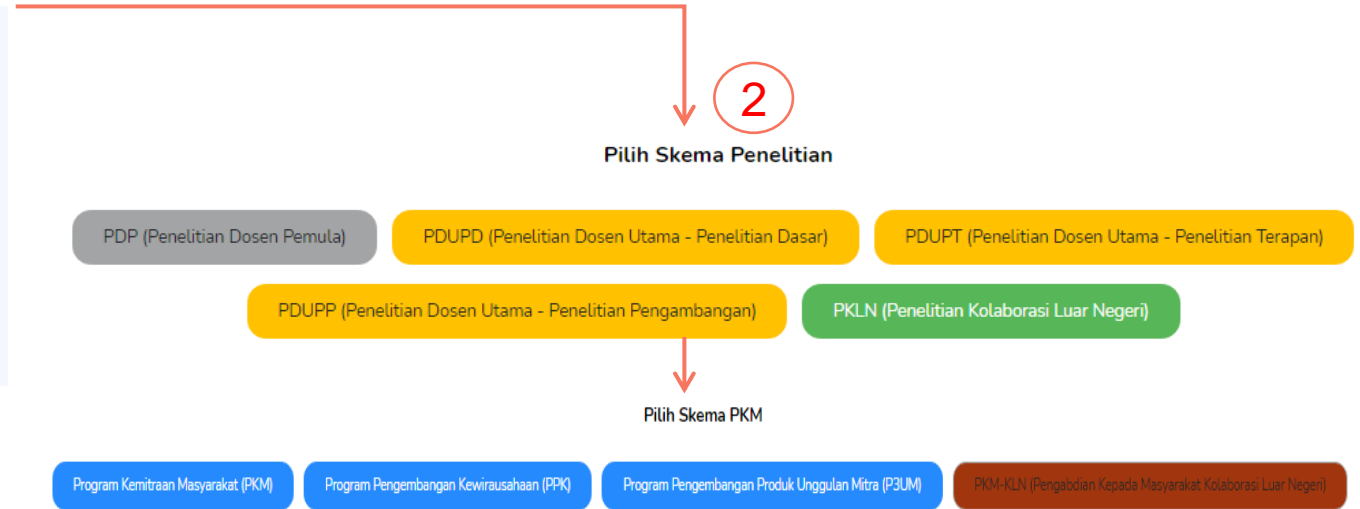 2
Pilih Skema Penelitian
PDP (Penelitian Dosen Pemula)
PDUPD (Penelitian Dosen Utama - Penelitian Dasar)
PDUPT (Penelitian Dosen Utama - Penelitian Terapan)
PDUPP (Penelitian Dosen Utama - Penelitian Pengambangan)
PKLN (Penelitian Kolaborasi Luar Negeri)
Pilih Skema PKM
Program Kemitraan Masyarakat (PKM)
Program Pengembangan Kewirausahaan (PPK)
Program Pengembangan Produk Unggulan Mitra (P3UM)
PKM-KLN (Pengabdian Kepada Masyarakat Kolaborasi Luar Negeri)